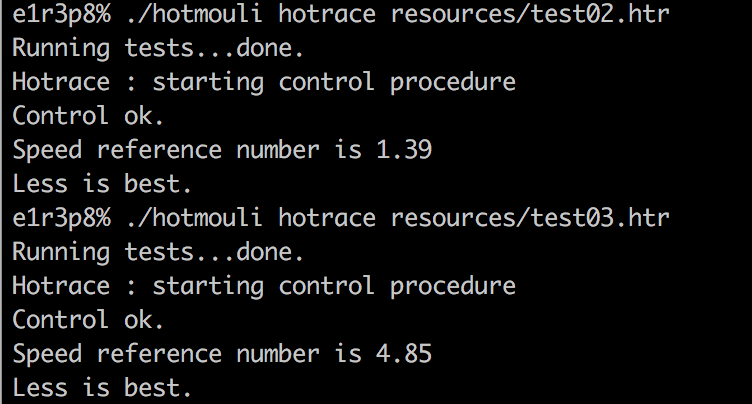 e1r3p8% ./hotmouli hotrace resources/test02.htr
Running tests...done.
Hotrace : starting control procedure
Control ok.
Speed reference number is 1.39
Less is best.
e1r3p8% ./hotmouli hotrace resources/test03.htr
Running tests...done.
Hotrace : starting control procedure
Control ok.
Speed reference number is 4.85
Less is best.